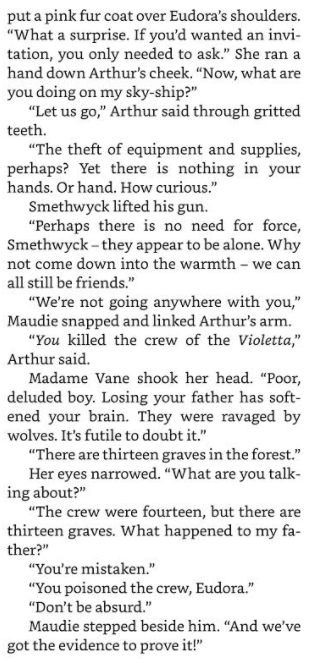 put a pink fur coat over Eudora's shoulders.
“What a surprise. If you'd wanted an invi-
tation, you only needed to ask.” She ran a
hand down Arthur's cheek. “Now, what are
you doing on my sky-ship?”
“Let us go,” Arthur said through gritted
teeth.
“The theft of equipment and supplies,
perhaps? Yet there is nothing in your
hands. Or hand. How curious.”
Smethwyck lifted his gun.
“Perhaps there is no need for force,
Smethwyck – they appear to be alone. Why
not come down into the warmth – we can
all still be friends.”
“We're not going anywhere with you,”
Maudie snapped and linked Arthur's arm.
“You killed the crew of the Violetta,”
Arthur said.
Madame Vane shook her head. “Poor,
deluded boy. Losing your father has soft-
ened your brain. They were ravaged by
wolves. It's futile to doubt it.”
“There are thirteen graves in the forest.”
Her eyes narrowed. “What are you talk-
ing about?”
“The crew were fourteen, but there are
thirteen graves. What happened to my fa-
ther?”
“You're mistaken.”
“You poisoned the crew, Eudora.”
“Don't be absurd.”
Maudie stepped beside him. “And we've
got the evidence to prove it!”